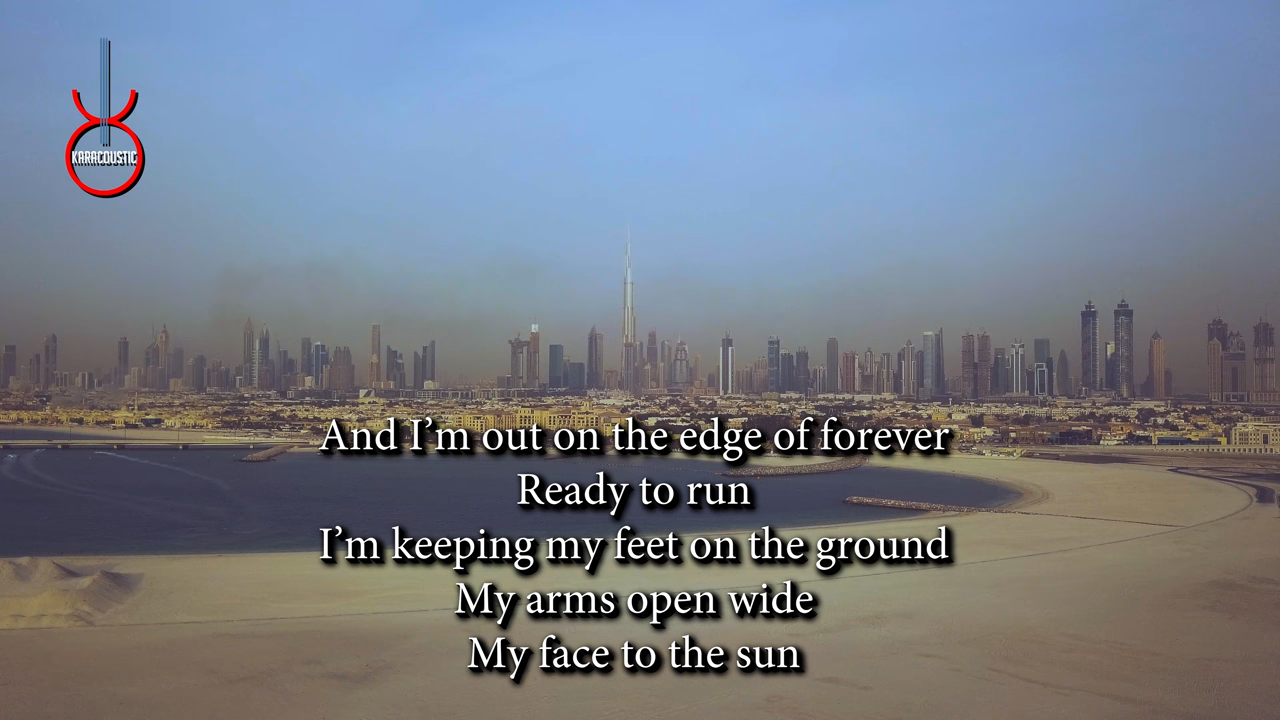 KARACOUSTIC
And I'm out on the edge of forever
Ready to run
I'm keeping my feet on the ground
My arms open wide
My face to the sun